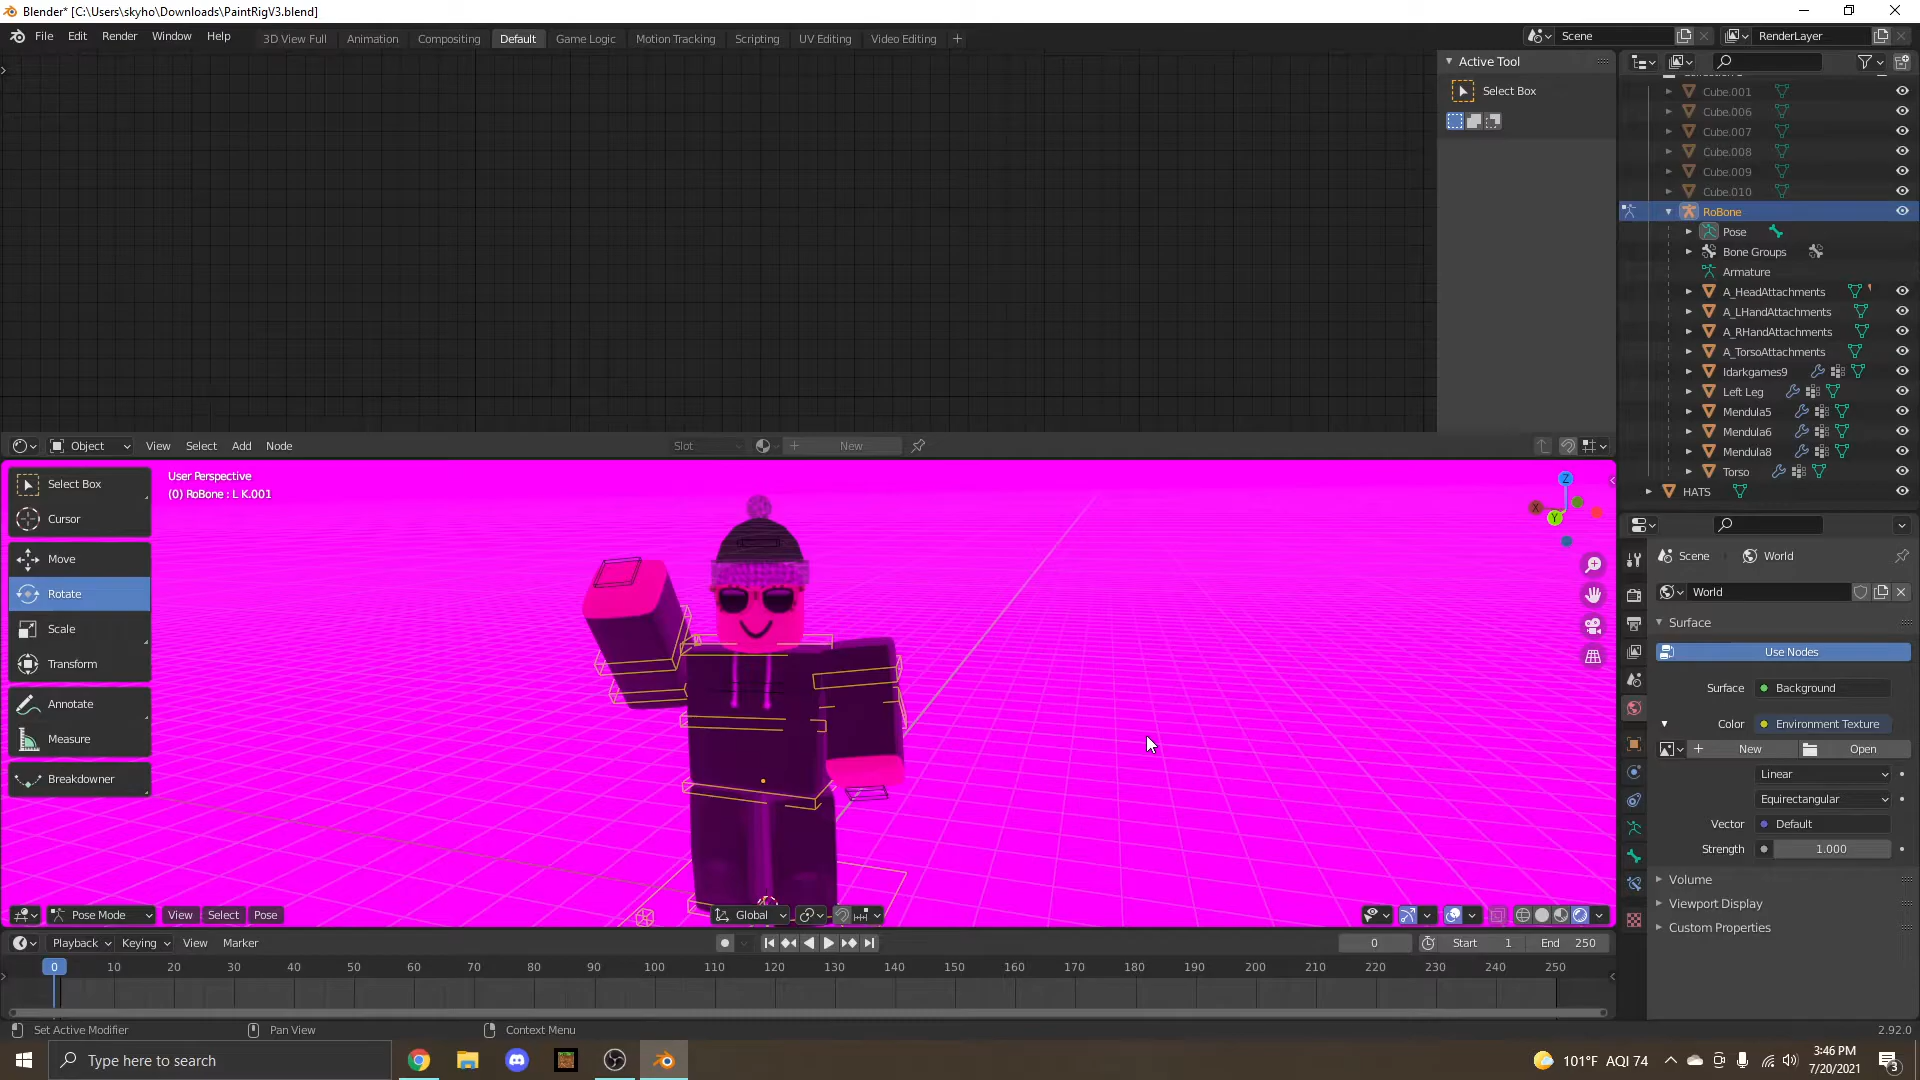 Blender* [C:\Users\skyho\Downloads\PaintRigV3.blend]
File Edit Render Window Help 3D View Full Animation Compositing Default Game Logic Motion Tracking Scripting UV Editing Video Editing + Scene RenderLayer
Active Tool
Select Box
Cube.001
Cube.006
Cube.007
Cube.008
Cube.009
Cube.010
RoBone
Pose
Bone Groups
Armature
A_HeadAttachments
A_LHandAttachments
A_RHandAttachments
A_TorsoAttachments
Idarkgames9
Left Leg
Mendula5
Mendula6
Mendula8
Torso
HATS
Object View Select Add Node Slot + New
Select Box
Cursor
Move
Rotate
Scale
Transform
Annotate
Measure
Breakdowner
User Perspective
(0) RoBone : L K.001
Z
X
Y
Scene World
World
Surface
Use Nodes
Surface Background
Color Environment Texture
+ New Open
Linear
Equirectangular
Vector Default
Strength 1.000
Volume
Viewport Display
Custom Properties
Pose Mode View Select Pose Global
Playback Keying View Marker 0 Start 1 End 250
0 10 20 30 40 50 60 70 80 90 100 110 120 130 140 150 160 170 180 190 200 210 220 230 240 250
Set Active Modifier Pan View Context Menu 2.92.0
Type here to search
101°F AQI 74
3:46 PM
7/20/2021
3